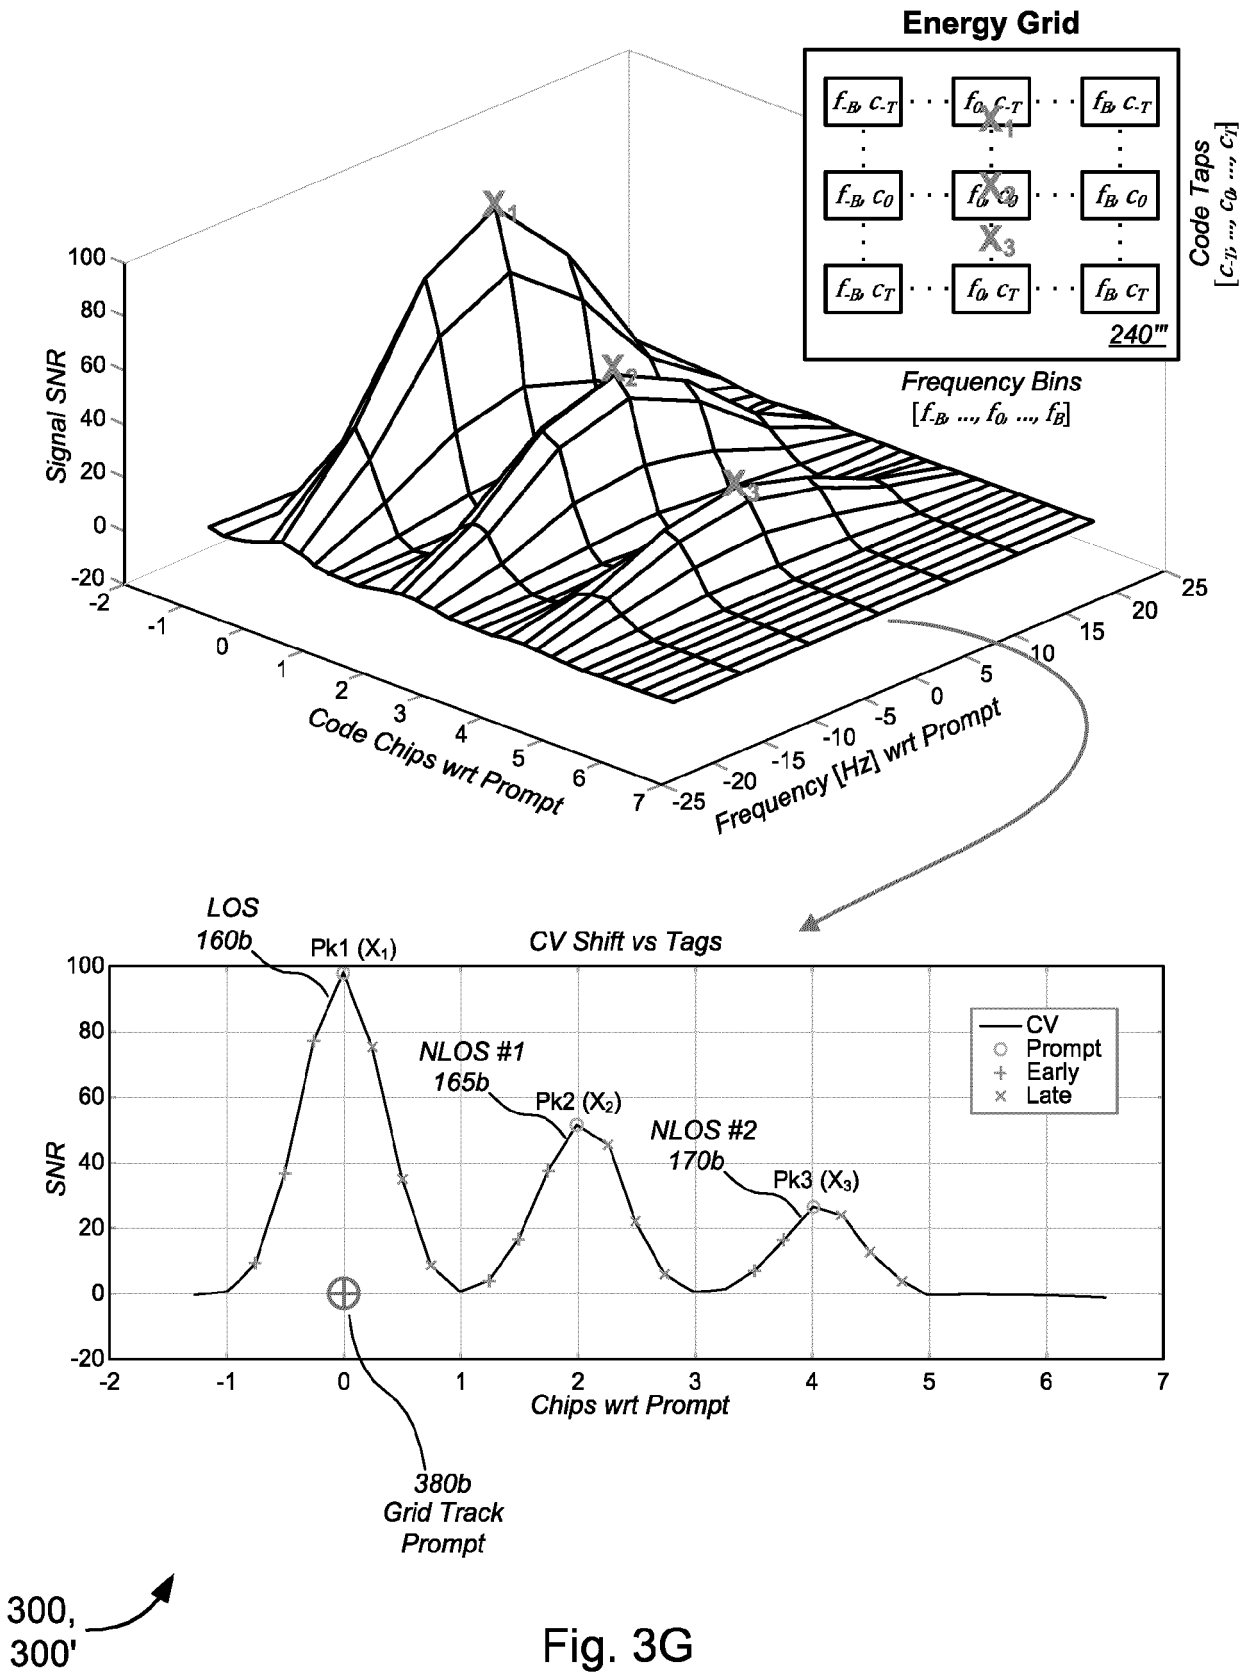 Energy Grid
f-B, c-T ··· f0, c-T ··· fB, c-T
X1
f-B, c0 f0, c0 fB, c0
X2
X3
f-B, cT ··· f0, cT ··· fB, cT
240'''
Code Taps
[c-T, ..., c0, ..., cT]
Frequency Bins
[f-B, ..., f0, ..., fB]
X1
X2
X3
Signal SNR
100
80
60
40
20
0
-20
-2
-1
0
1
2
3
4
5
6
7
Code Chips wrt Prompt
-25
-20
-15
-10
-5
0
5
10
15
20
25
Frequency [Hz] wrt Prompt
CV Shift vs Tags
LOS
160b
Pk1 (X1)
NLOS #1
165b
Pk2 (X2)
NLOS #2
170b
Pk3 (X3)
CV
Prompt
Early
Late
SNR
100
80
60
40
20
0
-20
-2 -1 0 1 2 3 4 5 6 7
Chips wrt Prompt
380b
Grid Track
Prompt
300,
300'
Fig. 3G